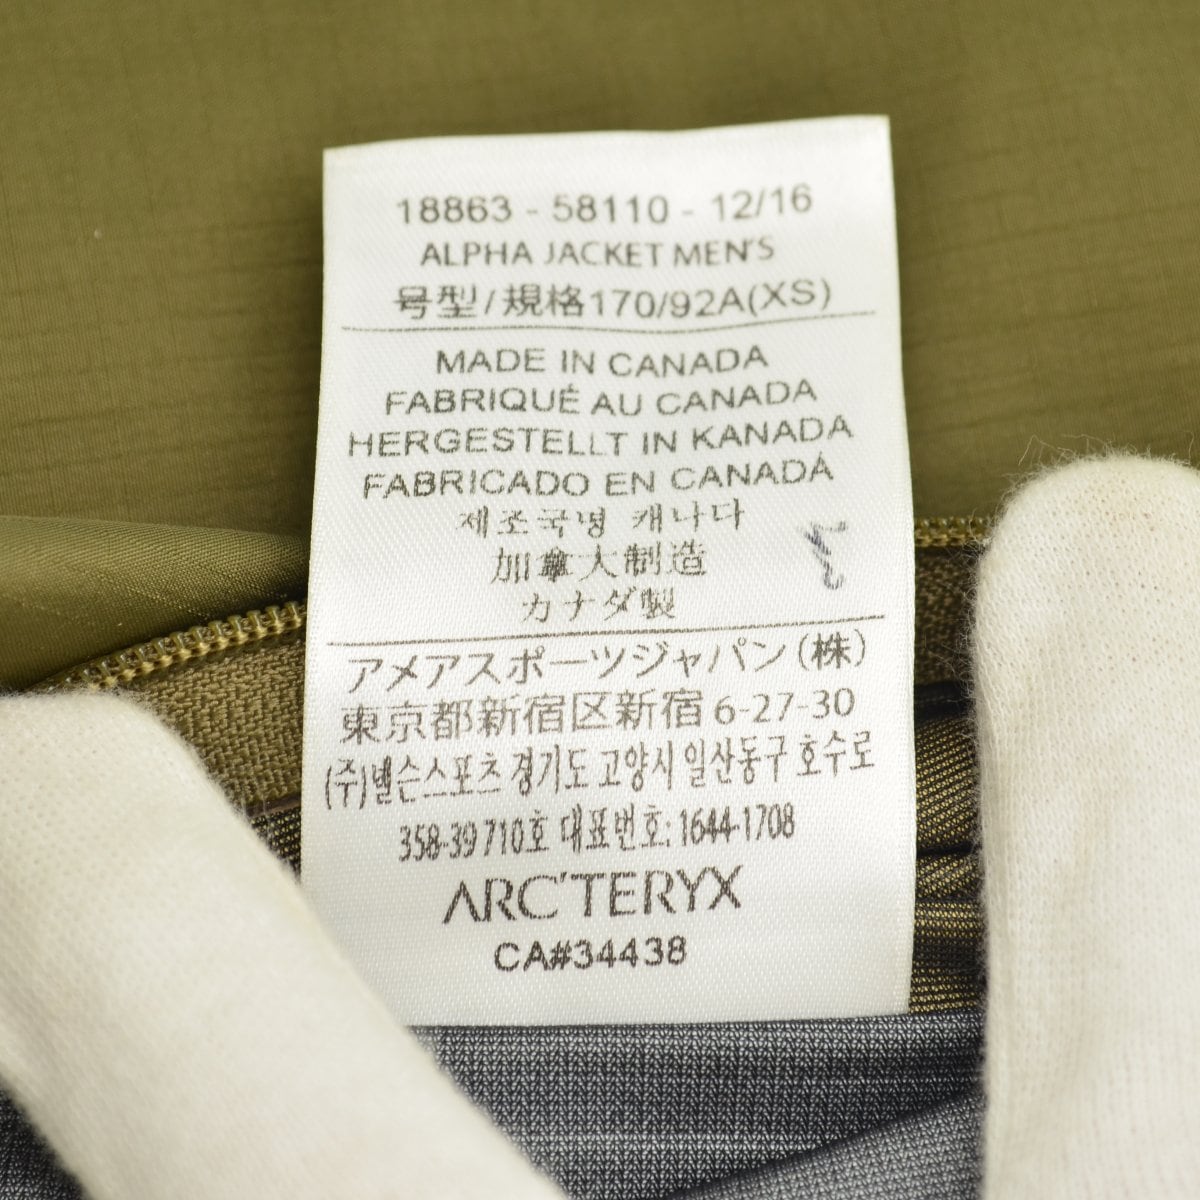 18863 - 58110 - 12/16
ALPHA JACKET MEN'S
号型/規格170/92A(XS)
MADE IN CANADA
FABRIQUÉ AU CANADA
HERGESTELLT IN KANADA
FABRICADO EN CANADÁ
제조국명 캐나다
加拿大制造
カナダ製
アメアスポーツジャパン(株)
東京都新宿区新宿6-27-30
(주)넬슨스포츠 경기도 고양시 일산동구 호수로
358-39 710호 대표번호: 1644-1708
ARC'TERYX
CA#34438